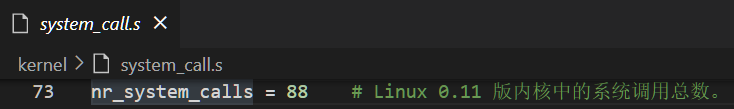 system_call.s ×
kernel > system_call.s
73 nr_system_calls = 88 # Linux 0.11 版内核中的系统调用总数。